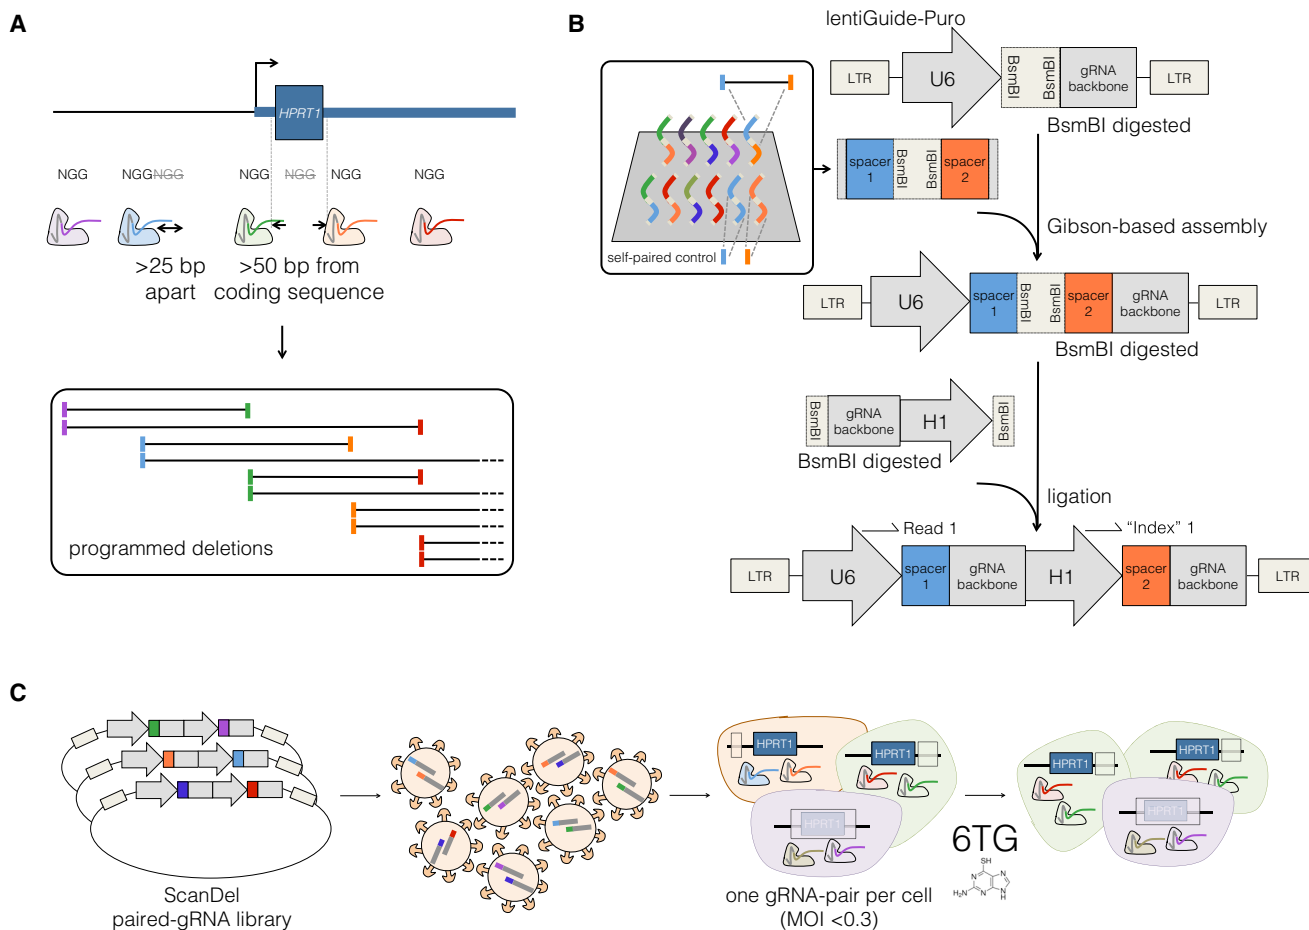 A
HPRT1
NGG
NGGNGG
NGG
NGG
NGG
NGG
>25 bp
apart
>50 bp from
coding sequence
programmed deletions
B
lentiGuide-Puro
LTR
U6
BsmBI
BsmBI
gRNA
backbone
LTR
BsmBI digested
self-paired control
spacer
1
BsmBI
BsmBI
spacer
2
Gibson-based assembly
LTR
U6
spacer
1
BsmBI
BsmBI
spacer
2
gRNA
backbone
LTR
BsmBI digested
BsmBI
gRNA
backbone
H1
BsmBI
BsmBI digested
ligation
Read 1
"Index" 1
LTR
U6
spacer
1
gRNA
backbone
H1
spacer
2
gRNA
backbone
LTR
C
ScanDel
paired-gRNA library
HPRT1
HPRT1
HPRT1
one gRNA-pair per cell
(MOI <0.3)
6TG
SH
N
N
H₂N
N
N
H
HPRT1
HPRT1
HPRT1